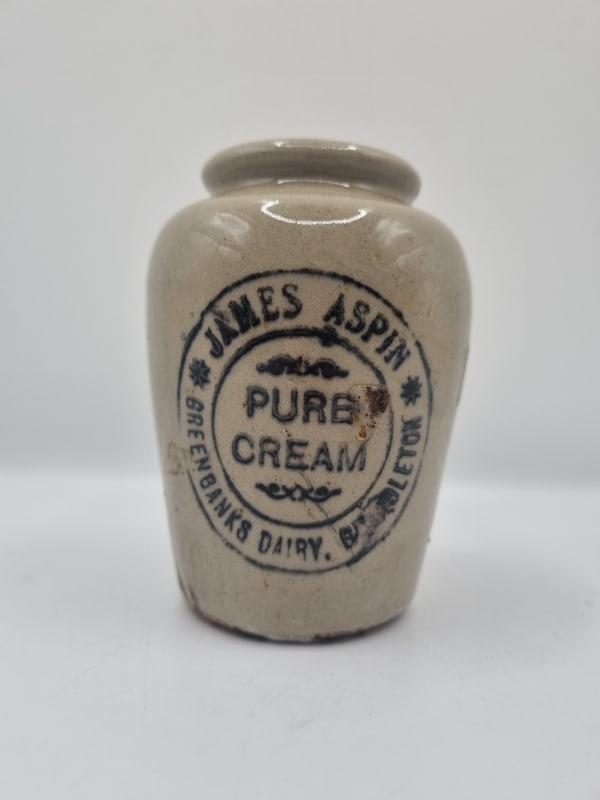 JAMES ASPIN
PURE
CREAM
GREENBANKS DAIRY.